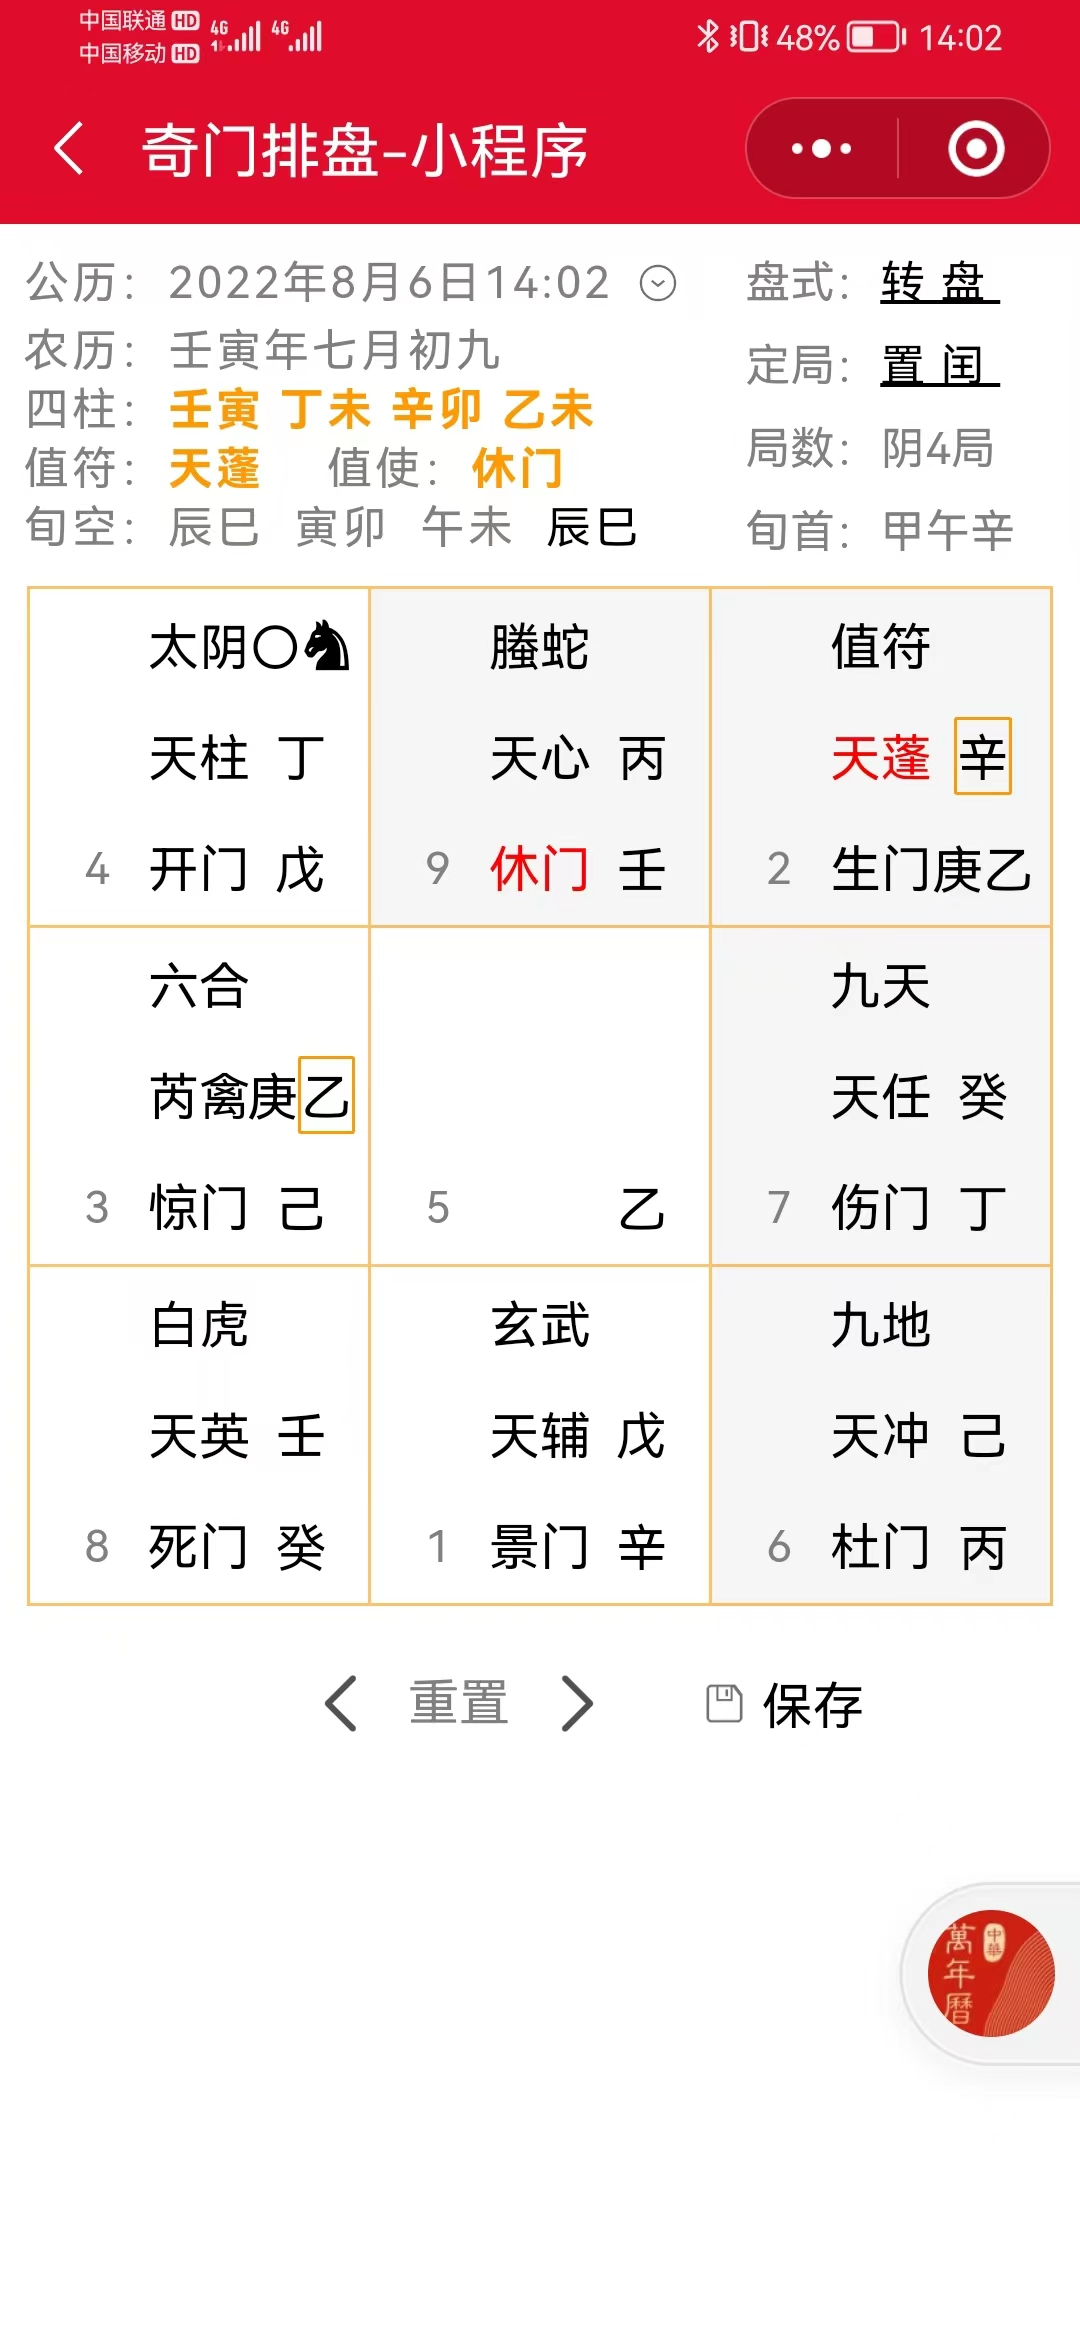 中国联通 HD 4G 4G 48% 14:02
中国移动 HD
奇门排盘-小程序
公历： 2022年8月6日14:02
农历： 壬寅年七月初九
四柱： 壬寅 丁未 辛卯 乙未
值符： 天蓬 值使： 休门
旬空： 辰巳 寅卯 午未 辰巳
盘式： 转 盘
定局： 置 闰
局数： 阴4局
旬首： 甲午辛
太阴〇
天柱 丁
4 开门 戊
螣蛇
天心 丙
9 休门 壬
值符
天蓬 辛
2 生门庚乙
六合
芮禽庚乙
3 惊门 己
5 乙
九天
天任 癸
7 伤门 丁
白虎
天英 壬
8 死门 癸
玄武
天辅 戊
1 景门 辛
九地
天冲 己
6 杜门 丙
重置
保存
萬年曆
中華